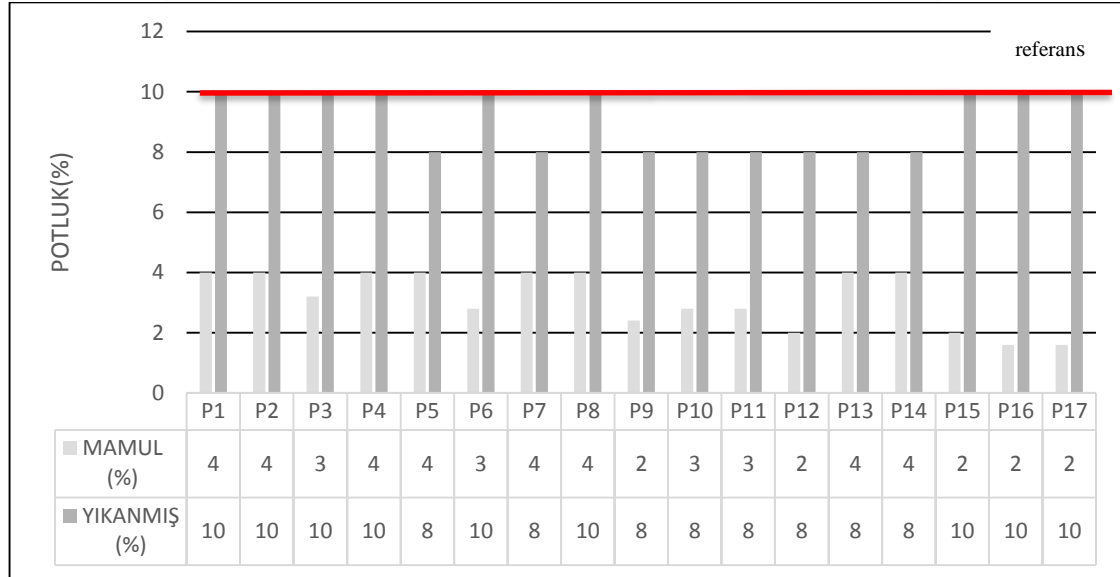 12
referans
10
8
6
4
2
0
POTLUK(%)
P1 P2 P3 P4 P5 P6 P7 P8 P9 P10 P11 P12 P13 P14 P15 P16 P17
MAMUL (%) 4 4 3 4 4 3 4 4 2 3 3 2 4 4 2 2 2
YIKANMIŞ (%) 10 10 10 10 8 10 8 10 8 8 8 8 8 8 10 10 10